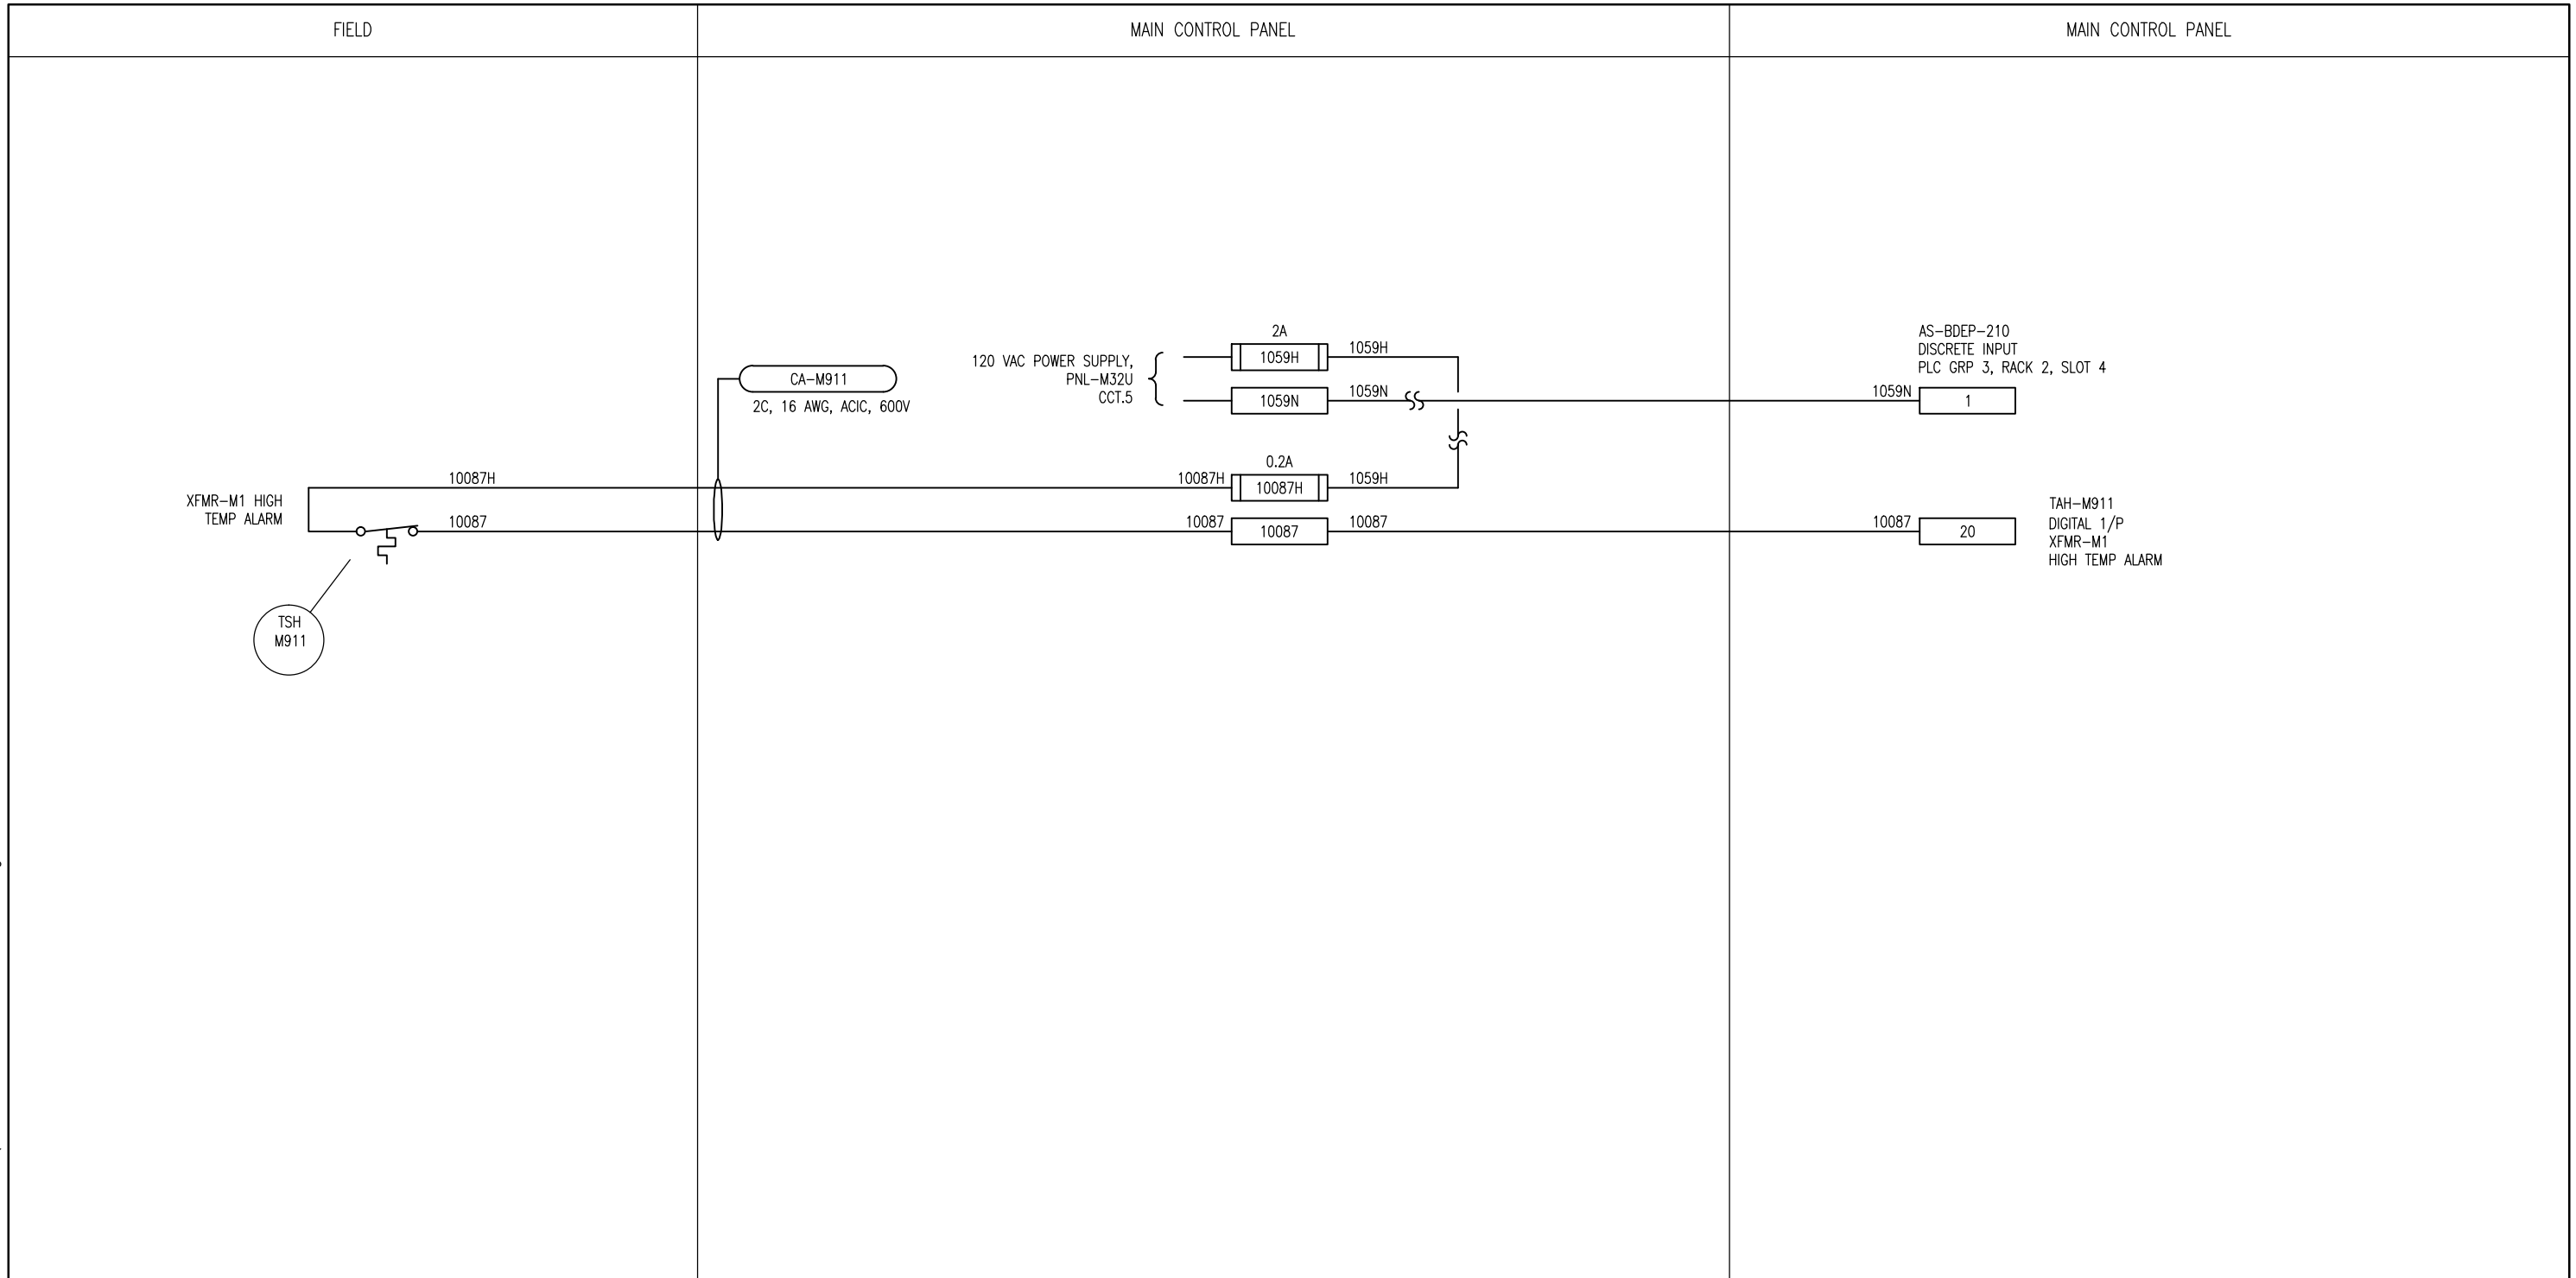 FIELD
MAIN CONTROL PANEL
MAIN CONTROL PANEL
2A
1059H
1059H
120 VAC POWER SUPPLY,
PNL-M32U
CCT.5
1059N
1059N
CA-M911
2C, 16 AWG, ACIC, 600V
AS-BDEP-210
DISCRETE INPUT
PLC GRP 3, RACK 2, SLOT 4
1059N
1
XFMR-M1 HIGH
TEMP ALARM
10087H
10087
0.2A
10087H
10087H
1059H
10087
10087
10087
10087
20
TAH-M911
DIGITAL 1/P
XFMR-M1
HIGH TEMP ALARM
TSH
M911